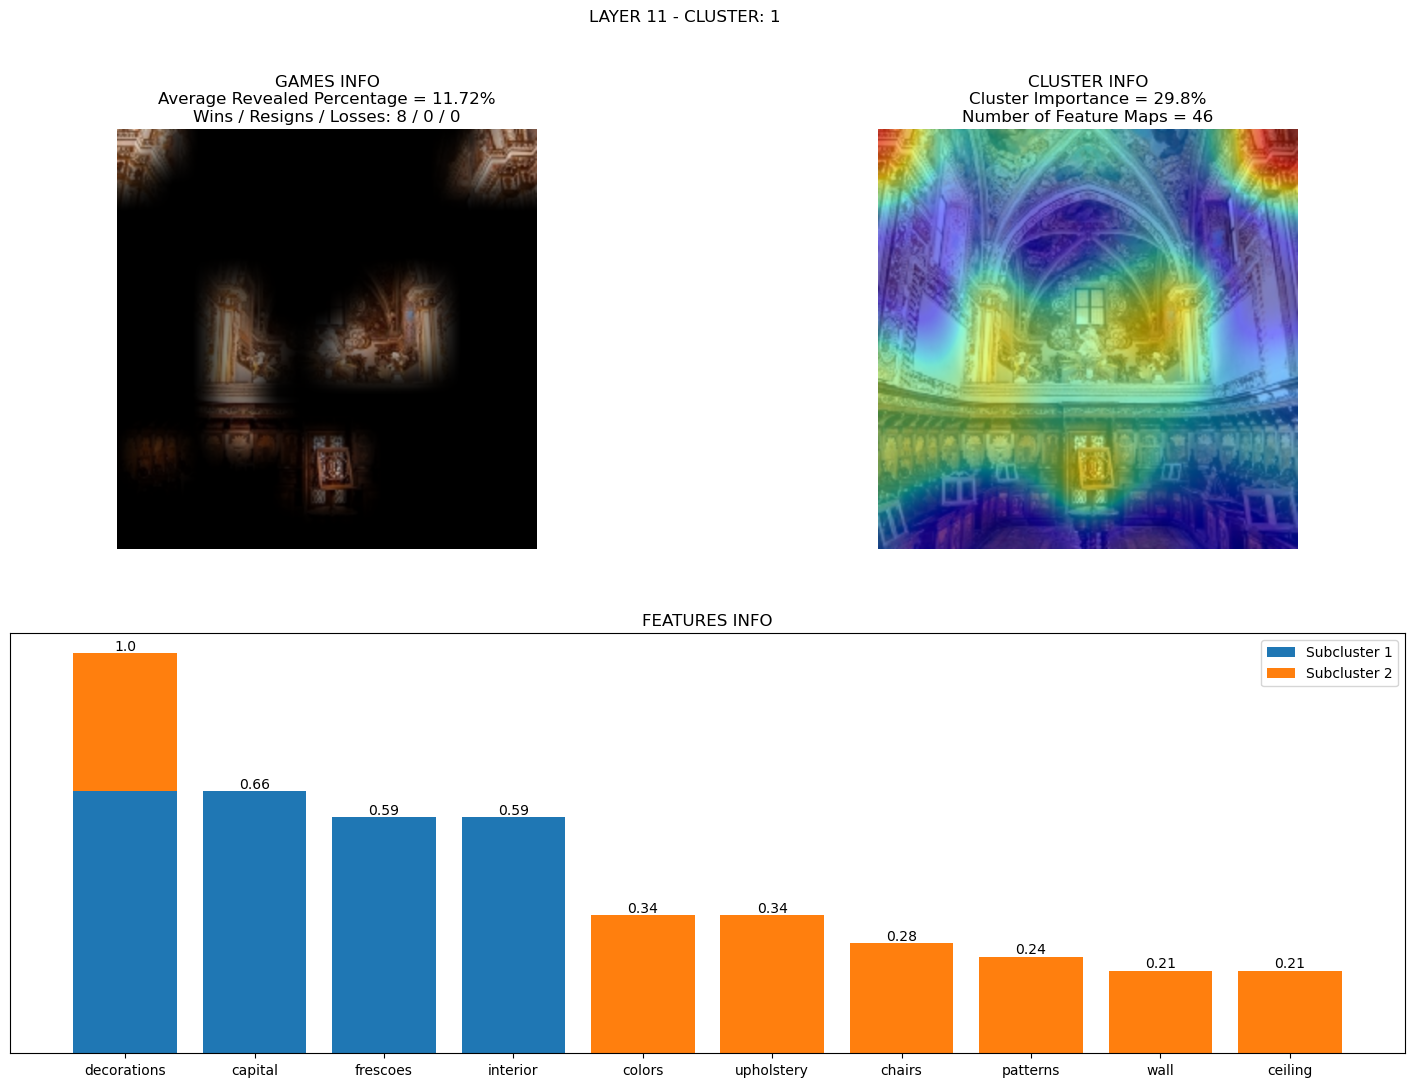 LAYER 11 - CLUSTER: 1
GAMES INFO
Average Revealed Percentage = 11.72%
Wins / Resigns / Losses: 8 / 0 / 0
CLUSTER INFO
Cluster Importance = 29.8%
Number of Feature Maps = 46
FEATURES INFO
Subcluster 1
Subcluster 2
1.0
0.66
0.59
0.59
0.34
0.34
0.28
0.24
0.21
0.21
decorations
capital
frescoes
interior
colors
upholstery
chairs
patterns
wall
ceiling